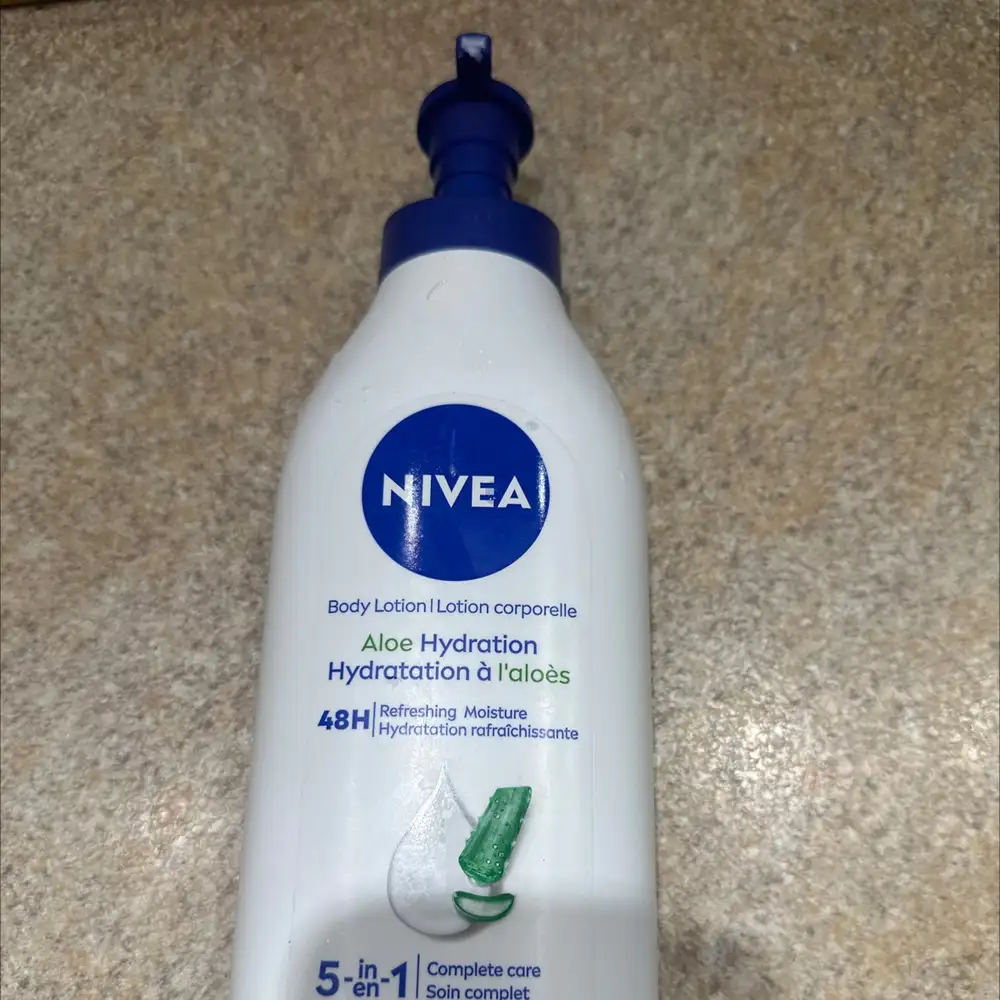 NIVEA
Body Lotion | Lotion corporelle
Aloe Hydration
Hydratation à l'aloès
48H | Refreshing Moisture
Hydratation rafraîchissante
5-in-1 | Complete care
en Soin complet